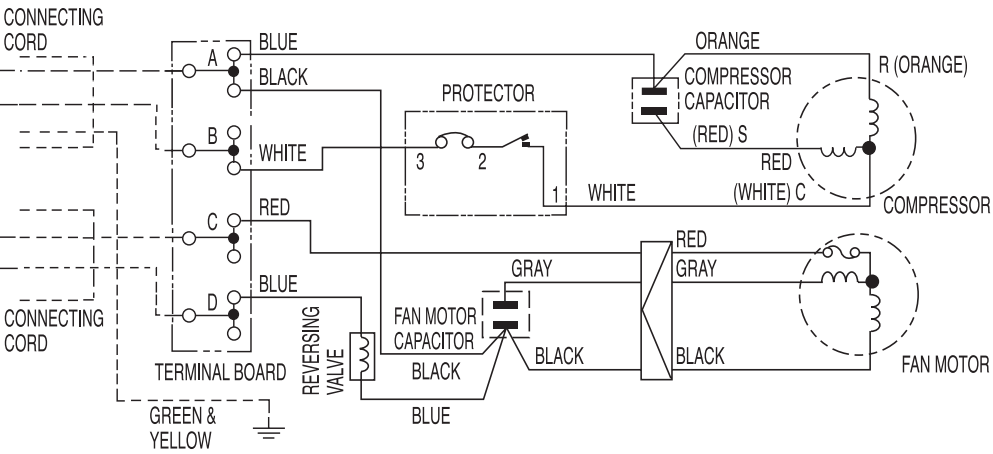 CONNECTING
CORD
A
BLUE
BLACK
B
WHITE
C
RED
D
BLUE
CONNECTING
CORD
TERMINAL BOARD
GREEN &
YELLOW
REVERSING
VALVE
PROTECTOR
3
2
1
WHITE
ORANGE
COMPRESSOR
CAPACITOR
(RED) S
RED
(WHITE) C
R (ORANGE)
COMPRESSOR
GRAY
FAN MOTOR
CAPACITOR
BLACK
BLUE
BLACK
RED
GRAY
BLACK
FAN MOTOR